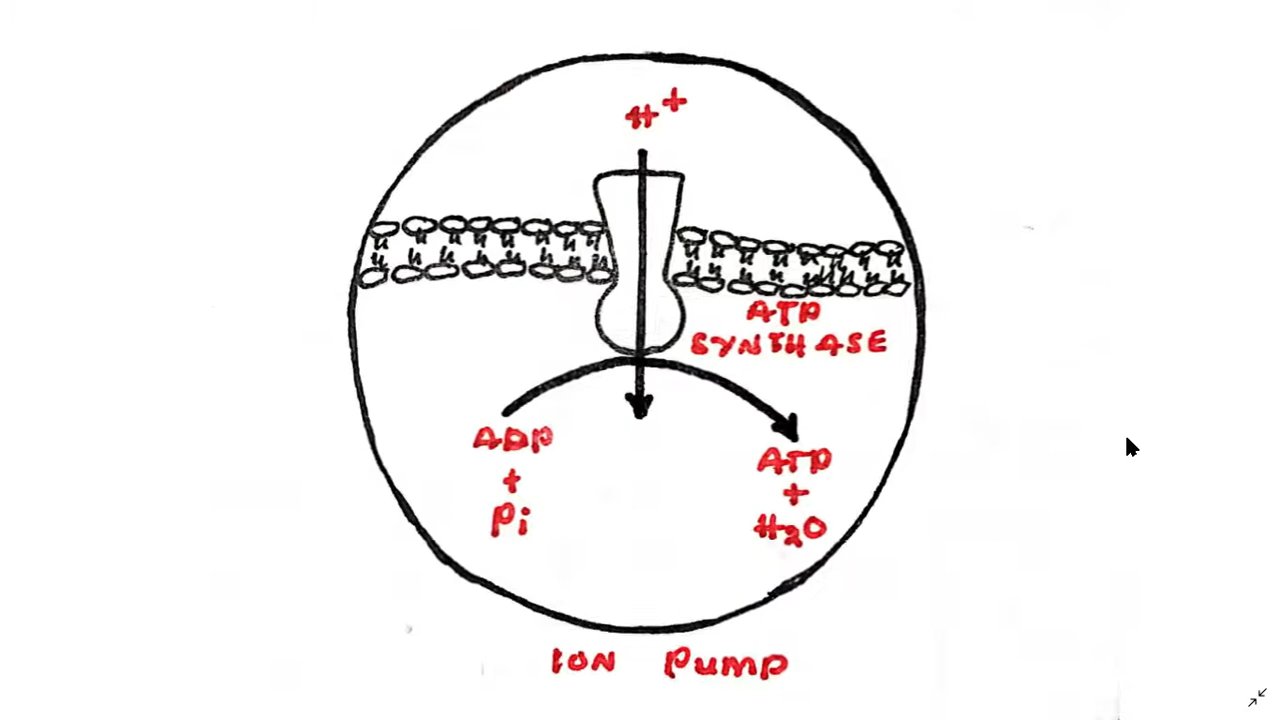 H+
ATP
SYNTHASE
ADP
+
Pi
ATP
+
H2O
ION PUMP